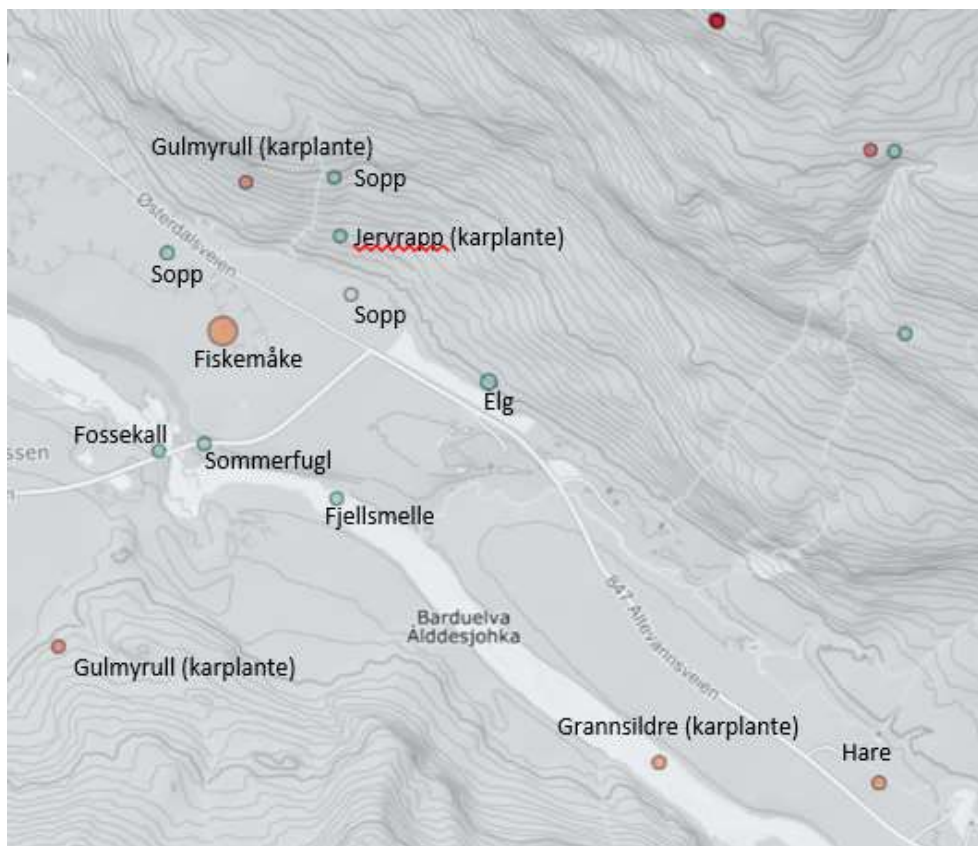 Gulmyrull (karplante)
Sopp
Østerdalsveien
Jervrapp (karplante)
Sopp
Sopp
Fiskemåke
Elg
Fossekall
ssen
Sommerfugl
n
Fjellsmelle
847 Altevannsveien
Barduelva
Álddesjohka
Gulmyrull (karplante)
Grannsildre (karplante)
Hare